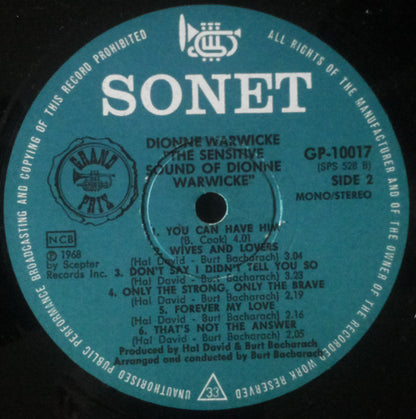 UNAUTHORISED PUBLIC PERFORMANCE BROADCASTING AND COPYING OF THIS RECORD PROHIBITED
ALL RIGHTS OF THE MANUFACTURER AND OF THE OWNER OF THE RECORDED WORK RESERVED
SONET
DIONNE WARWICKE
"THE SENSITIVE
SOUND OF DIONNE
WARWICKE"
GP-10017
(SPS 528 B)
SIDE 2
MONO/STEREO
GRAND
PRIX
NCB
℗ 1968
by Scepter
Records Inc.
1. YOU CAN HAVE HIM
(B. Cook) 4.01
2. WIVES AND LOVERS
(Hal David - Burt Bacharach) 3.04
3. DON'T SAY I DIDN'T TELL YOU SO
(Hal David - Burt Bacharach) 3.23
4. ONLY THE STRONG, ONLY THE BRAVE
(Hal David - Burt Bacharach) 2.19
5. FOREVER MY LOVE
(Hal David - Burt Bacharach) 2.16
6. THAT'S NOT THE ANSWER
(Hal David - Burt Bacharach) 2.05
Produced by Hal David & Burt Bacharach
Arranged and conducted by Burt Bacharach
33